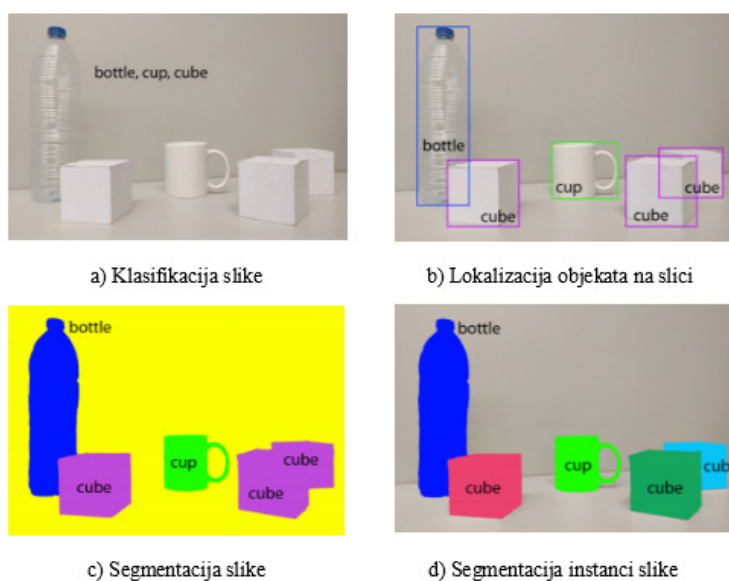 bottle, cup, cube
bottle
cup
cube
cube
cube
a) Klasifikacija slike
b) Lokalizacija objekata na slici
bottle
cup
cube
cube
cube
bottle
cup
cub
cube
cube
c) Segmentacija slike
d) Segmentacija instanci slike